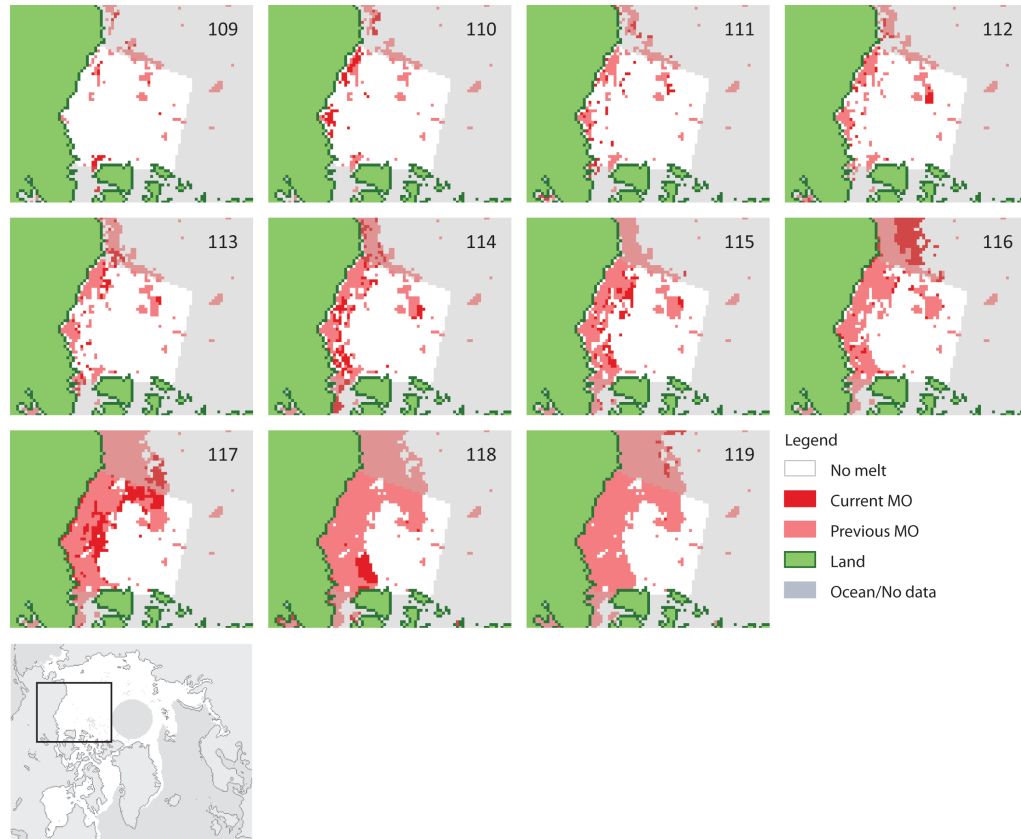 109
110
111
112
113
114
115
116
117
118
119
Legend
No melt
Current MO
Previous MO
Land
Ocean/No data